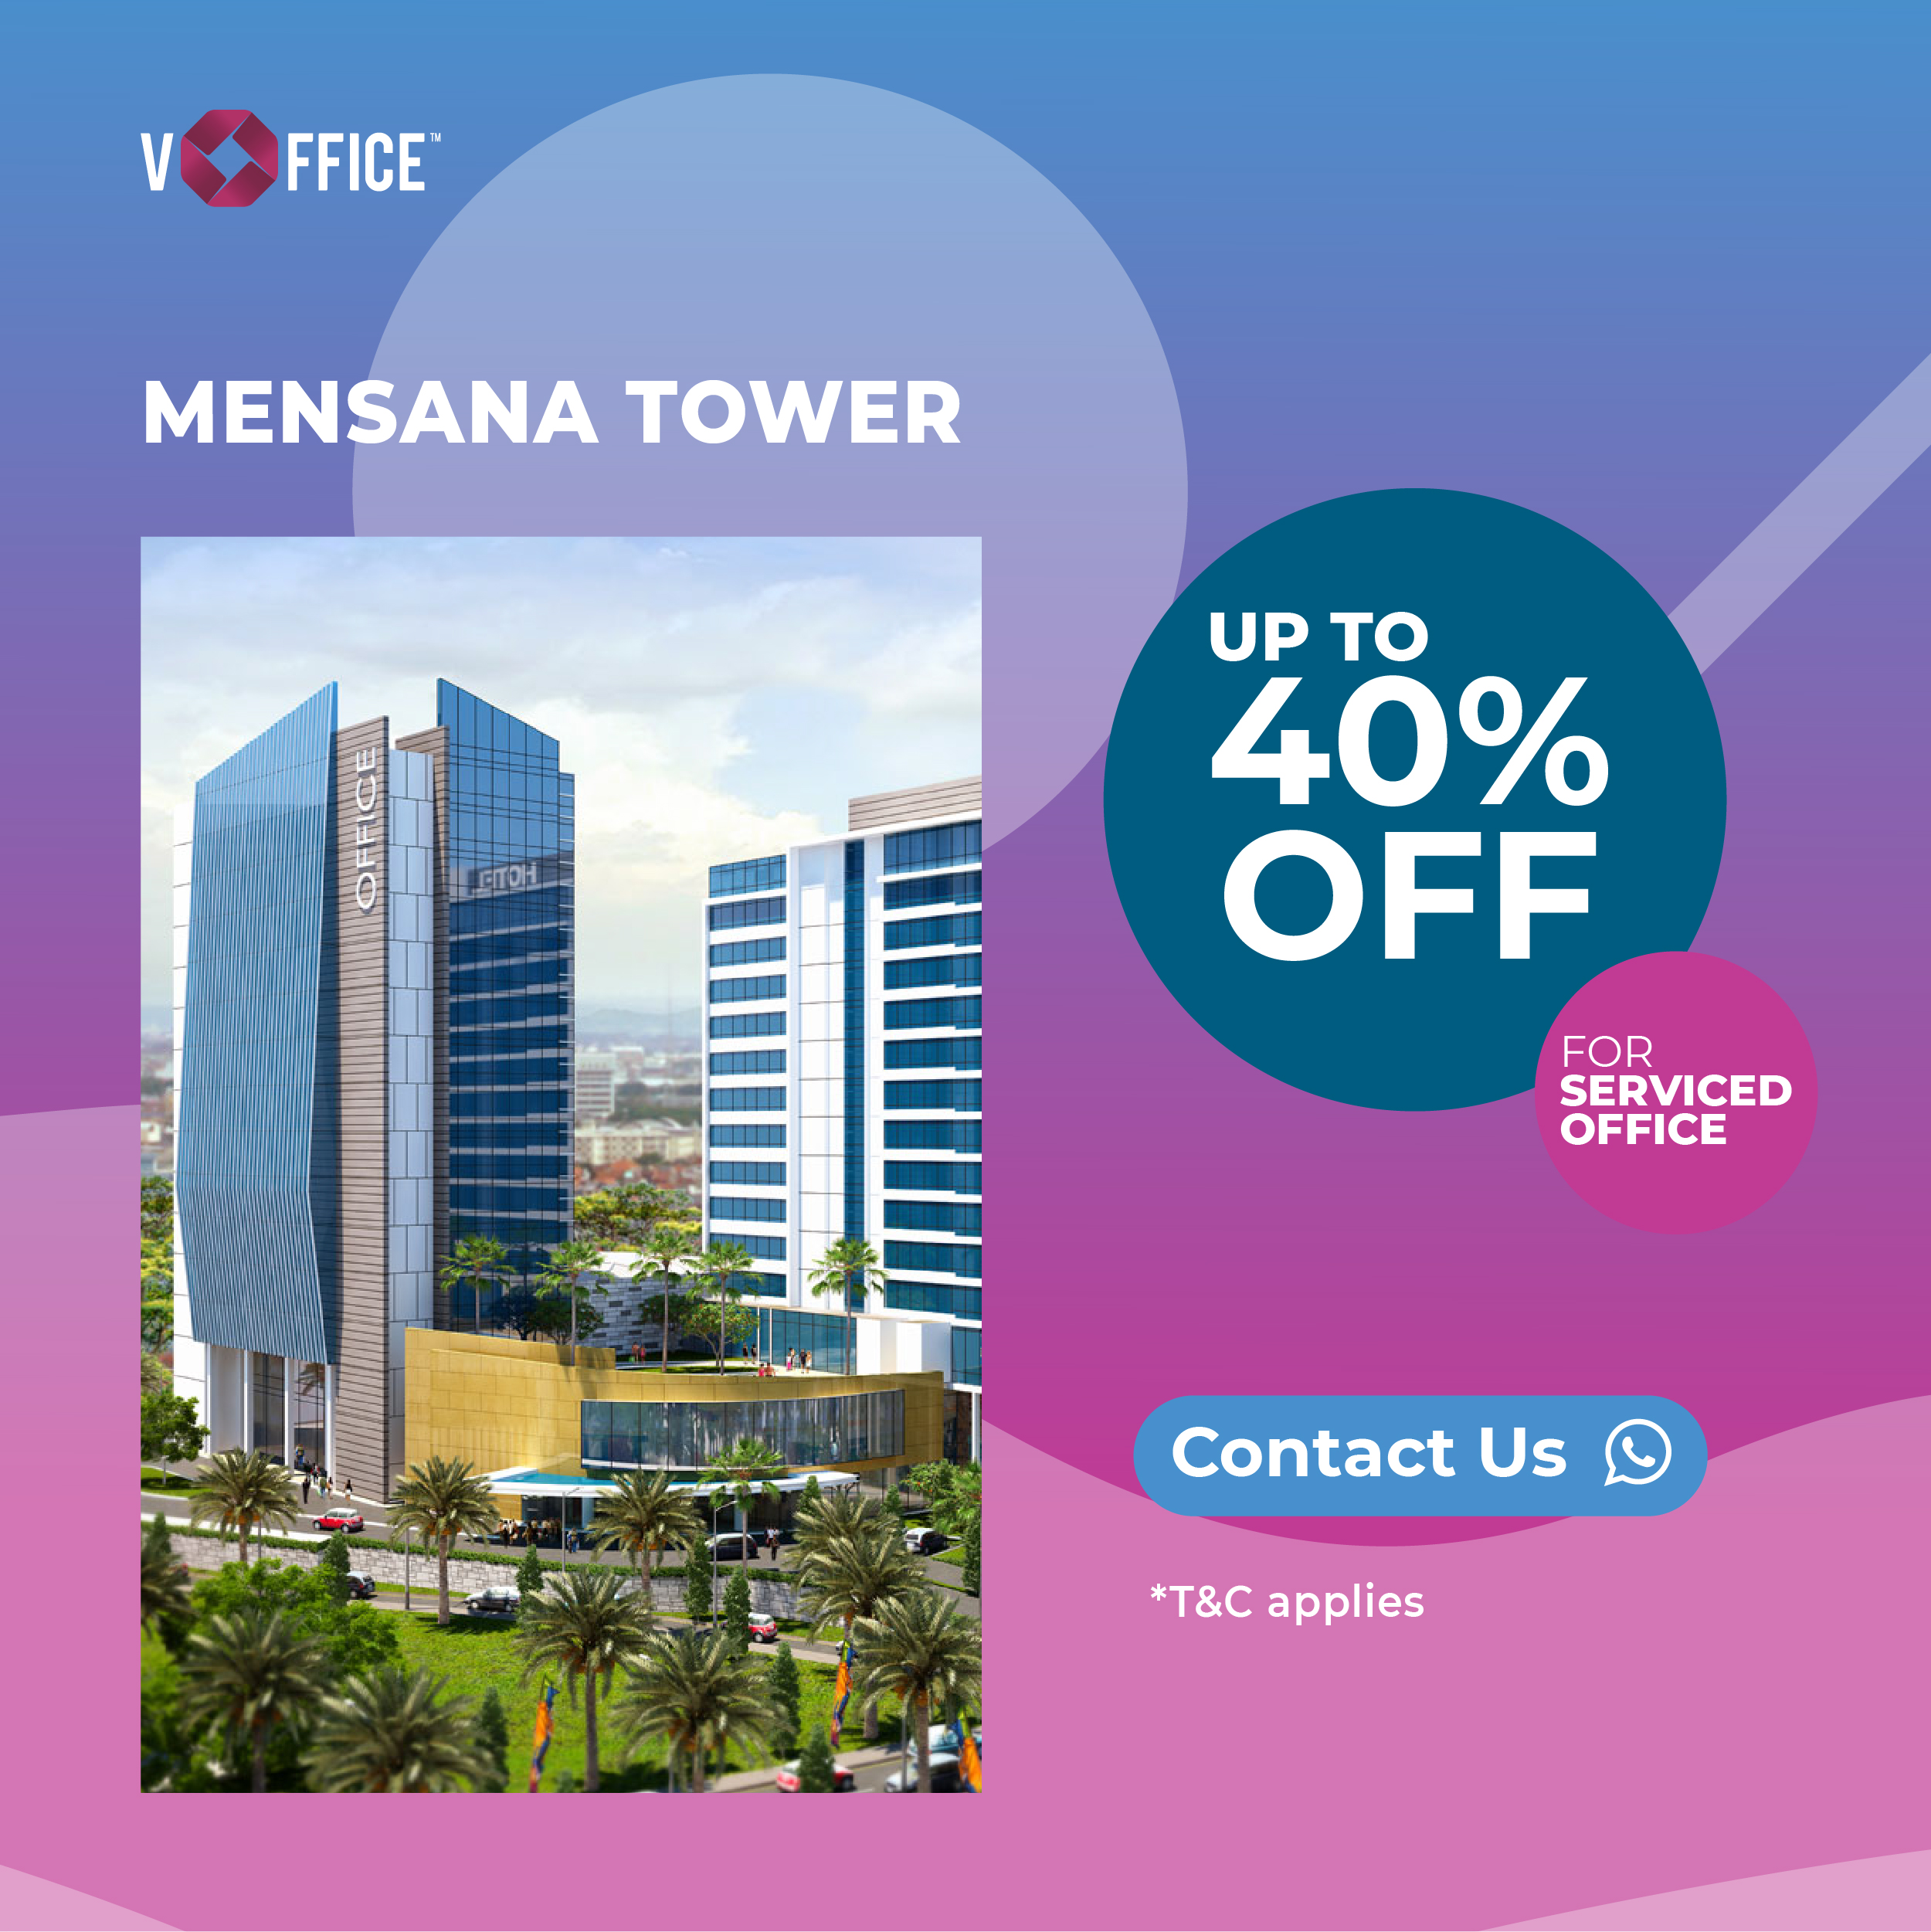 VOFFICE™
MENSANA TOWER
OFFICE
HOTEL
UP TO
40%
OFF
FOR
SERVICED
OFFICE
Contact Us
*T&C applies